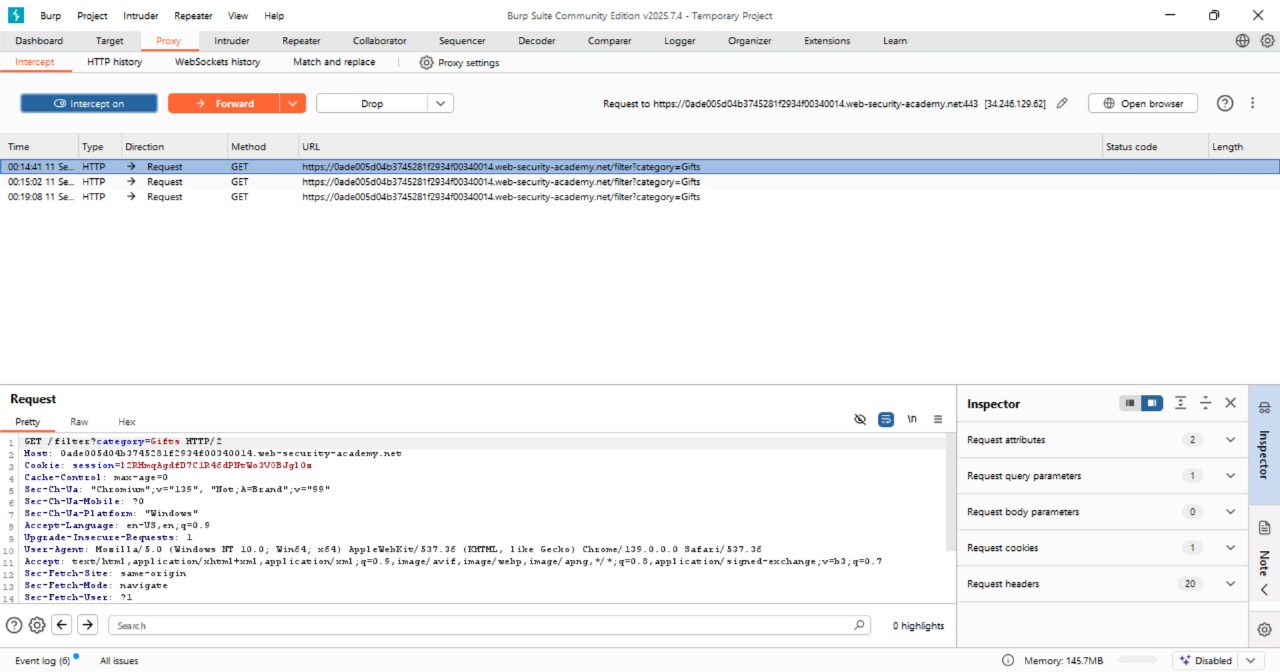 Burp Project Intruder Repeater View Help Burp Suite Community Edition v2025.7.4 - Temporary Project
Dashboard Target Proxy Intruder Repeater Collaborator Sequencer Decoder Comparer Logger Organizer Extensions Learn
Intercept HTTP history WebSockets history Match and replace Proxy settings
Intercept on Forward Drop Request to https://0ade005d04b3745281f2934f00340014.web-security-academy.net:443 [34.246.129.62] Open browser
Time Type Direction Method URL Status code Length
00:14:41 11 Se... HTTP → Request GET https://0ade005d04b3745281f2934f00340014.web-security-academy.net/filter?category=Gifts
00:15:02 11 Se... HTTP → Request GET https://0ade005d04b3745281f2934f00340014.web-security-academy.net/filter?category=Gifts
00:19:08 11 Se... HTTP → Request GET https://0ade005d04b3745281f2934f00340014.web-security-academy.net/filter?category=Gifts
Request
Pretty Raw Hex \n
1 GET /filter?category=Gifts HTTP/2
2 Host: 0ade005d04b3745281f2934f00340014.web-security-academy.net
3 Cookie: session=
4 Cache-Control: max-age=0
5 Sec-Ch-Ua: "Chromium";v="139", "Not;A=Brand";v="99"
6 Sec-Ch-Ua-Mobile: ?0
7 Sec-Ch-Ua-Platform: "Windows"
8 Accept-Language: en-US,en;q=0.9
9 Upgrade-Insecure-Requests: 1
10 User-Agent: Mozilla/5.0 (Windows NT 10.0; Win64; x64) AppleWebKit/537.36 (KHTML, like Gecko) Chrome/139.0.0.0 Safari/537.36
11 Accept: text/html,application/xhtml+xml,application/xml;q=0.9,image/avif,image/webp,image/apng,*/*;q=0.8,application/signed-exchange;v=b3;q=0.7
12 Sec-Fetch-Site: same-origin
13 Sec-Fetch-Mode: navigate
14 Sec-Fetch-User: ?1
Search 0 highlights
Inspector
Request attributes 2
Request query parameters 1
Request body parameters 0
Request cookies 1
Request headers 20
Inspector
Note
Event log (6) All issues Memory: 145.7MB Disabled